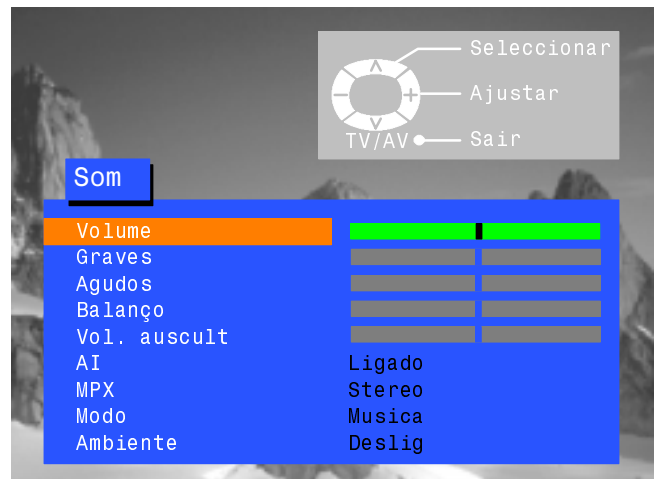 Seleccionar
Ajustar
TV/AV Sair
Som
Volume
Graves
Agudos
Balanço
Vol. auscult
AI Ligado
MPX Stereo
Modo Musica
Ambiente Deslig